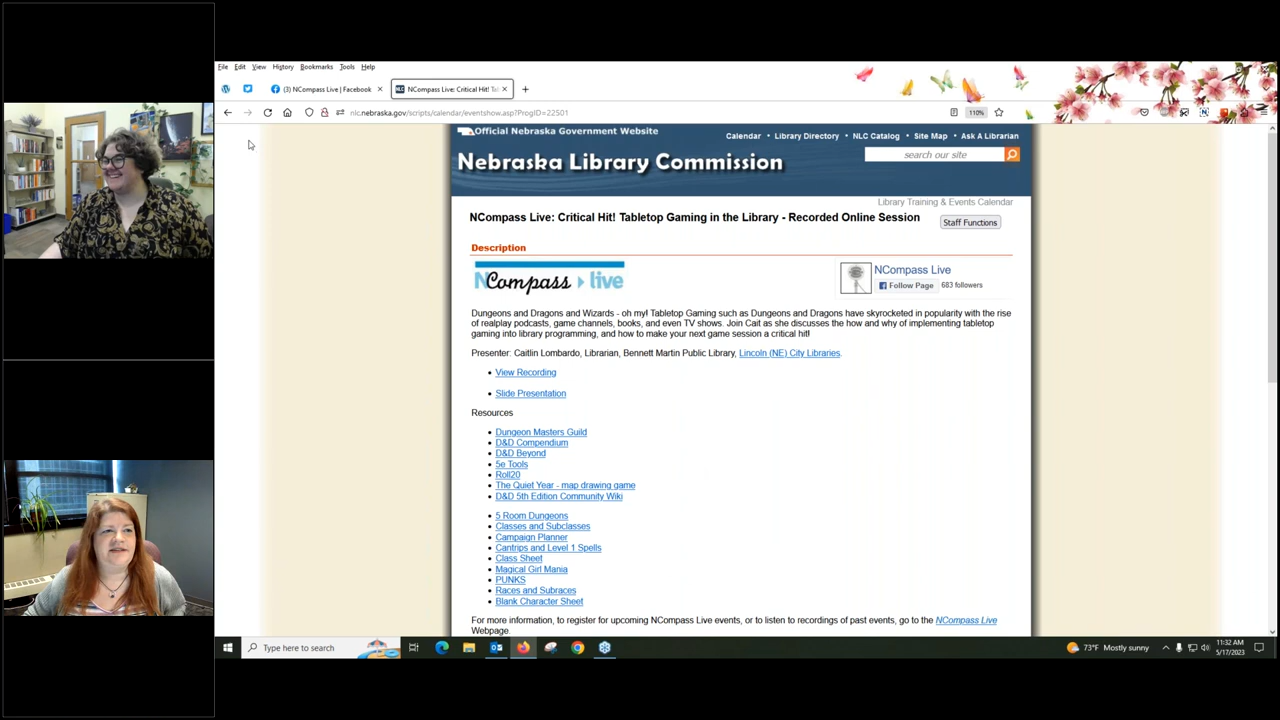 File Edit View History Bookmarks Tools Help
(3) NCompass Live | Facebook
NCompass Live: Critical Hit! Tab
nlc.nebraska.gov/scripts/calendar/eventshow.asp?ProgID=22501
110%
Official Nebraska Government Website
Calendar • Library Directory • NLC Catalog • Site Map • Ask A Librarian
Nebraska Library Commission
search our site
Library Training & Events Calendar
NCompass Live: Critical Hit! Tabletop Gaming in the Library - Recorded Online Session
Staff Functions
Description
NCompass live
NCompass Live
Follow Page 683 followers
Dungeons and Dragons and Wizards - oh my! Tabletop Gaming such as Dungeons and Dragons have skyrocketed in popularity with the rise
of realplay podcasts, game channels, books, and even TV shows. Join Cait as she discusses the how and why of implementing tabletop
gaming into library programming, and how to make your next game session a critical hit!
Presenter: Caitlin Lombardo, Librarian, Bennett Martin Public Library, Lincoln (NE) City Libraries.
• View Recording
• Slide Presentation
Resources
• Dungeon Masters Guild
• D&D Compendium
• D&D Beyond
• 5e Tools
• Roll20
• The Quiet Year - map drawing game
• D&D 5th Edition Community Wiki
• 5 Room Dungeons
• Classes and Subclasses
• Campaign Planner
• Cantrips and Level 1 Spells
• Class Sheet
• Magical Girl Mania
• PUNKS
• Races and Subraces
• Blank Character Sheet
For more information, to register for upcoming NCompass Live events, or to listen to recordings of past events, go to the NCompass Live
Webpage.
Type here to search
73°F Mostly sunny
11:32 AM
5/17/2023